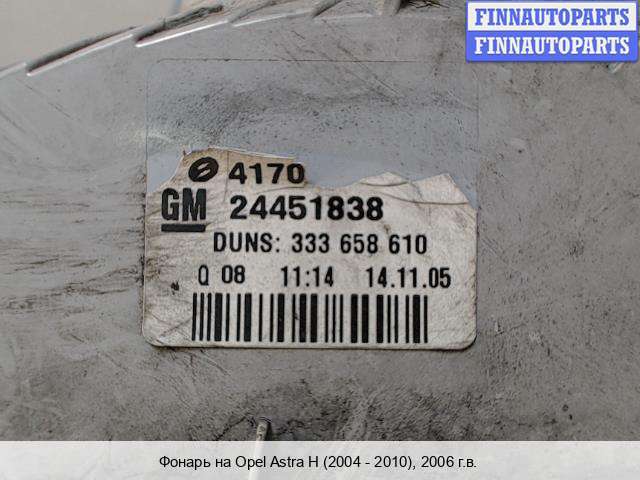 FINNAUTOPARTS
FINNAUTOPARTS
4170
GM 24451838
DUNS: 333 658 610
Q 08 11:14 14.11.05
Фонарь на Opel Astra H (2004 - 2010), 2006 г.в.